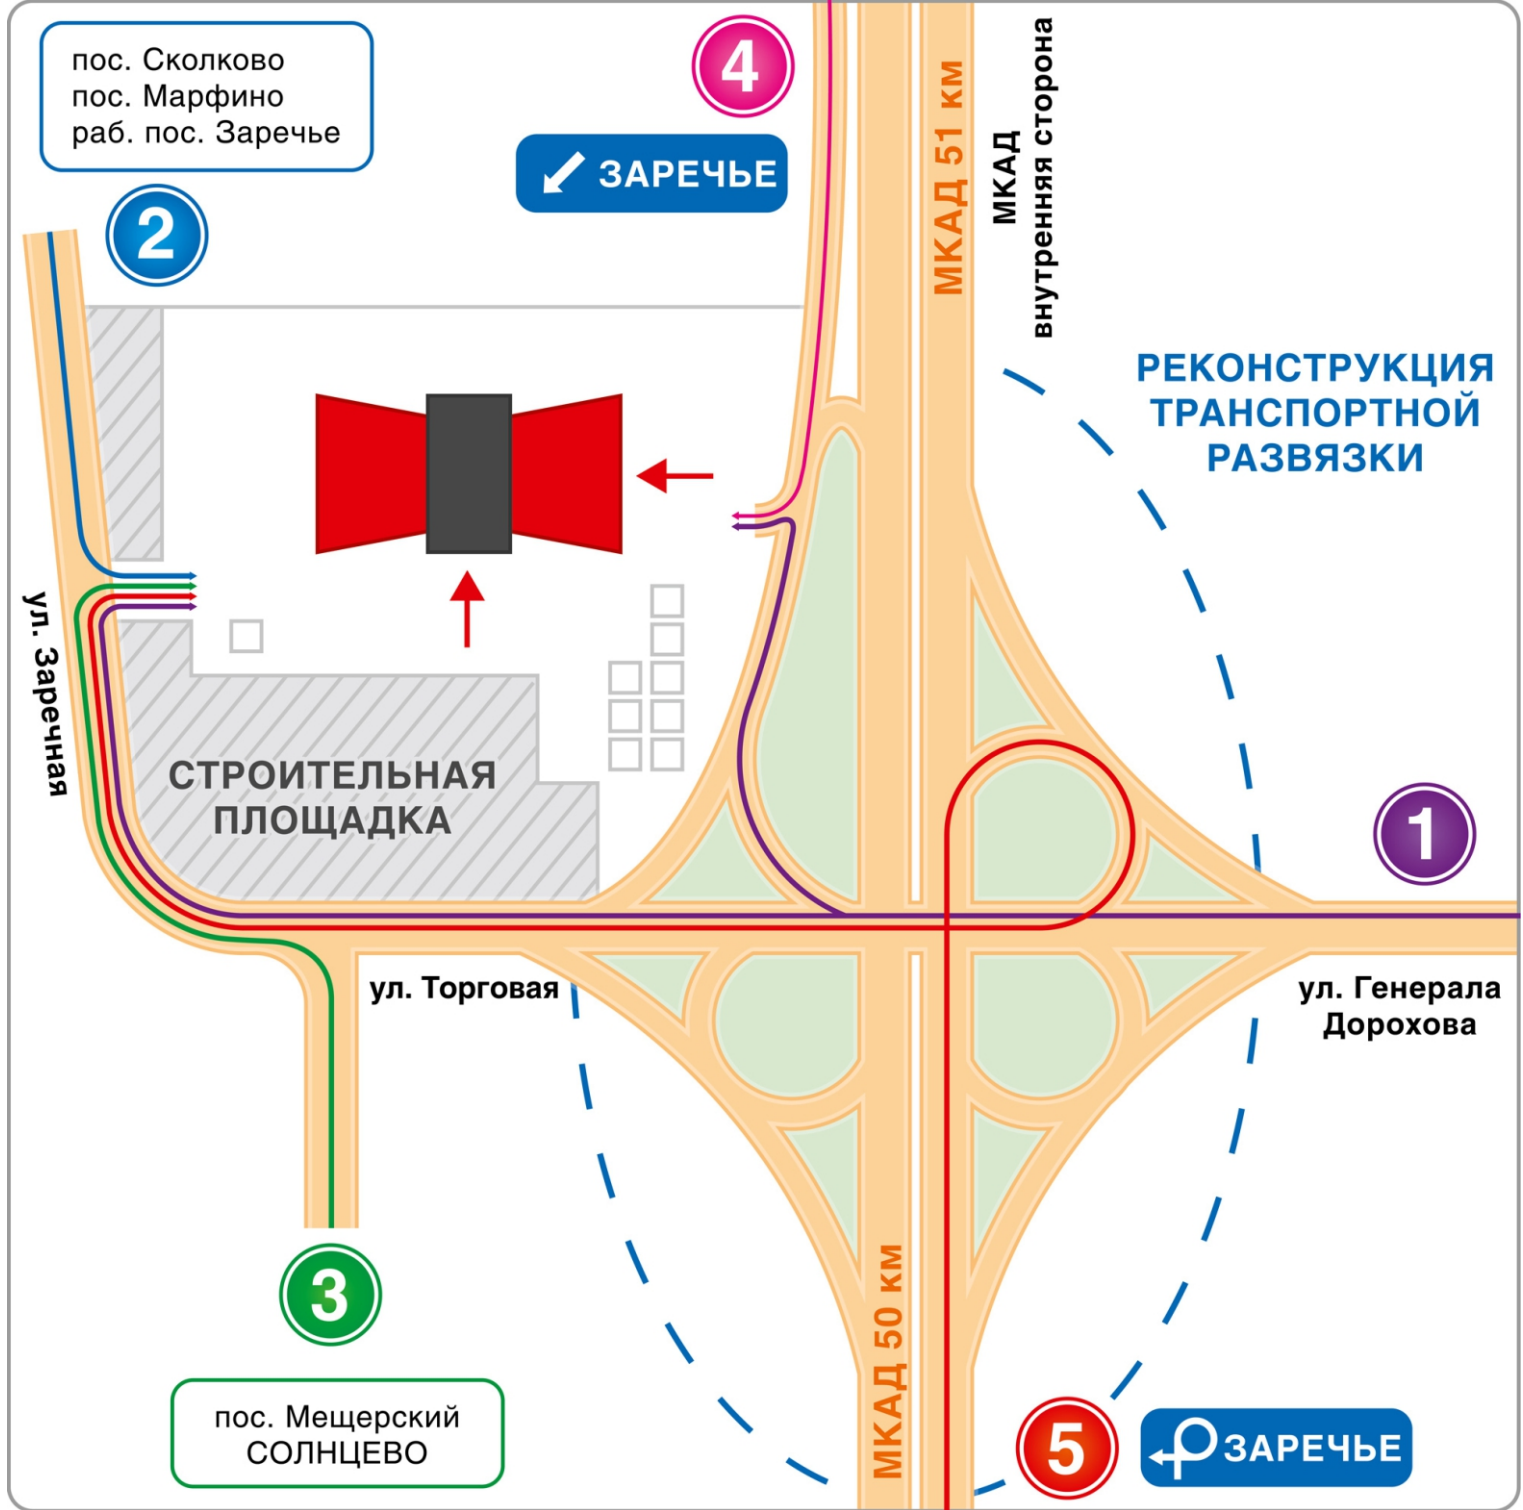 пос. Сколково
пос. Марфино
раб. пос. Заречье
4
ЗАРЕЧЬЕ
МКАД 51 км
МКАД
внутренняя сторона
2
РЕКОНСТРУКЦИЯ
ТРАНСПОРТНОЙ
РАЗВЯЗКИ
ул. Заречная
СТРОИТЕЛЬНАЯ
ПЛОЩАДКА
1
ул. Торговая
ул. Генерала
Дорохова
3
МКАД 50 км
пос. Мещерский
СОЛНЦЕВО
5
ЗАРЕЧЬЕ